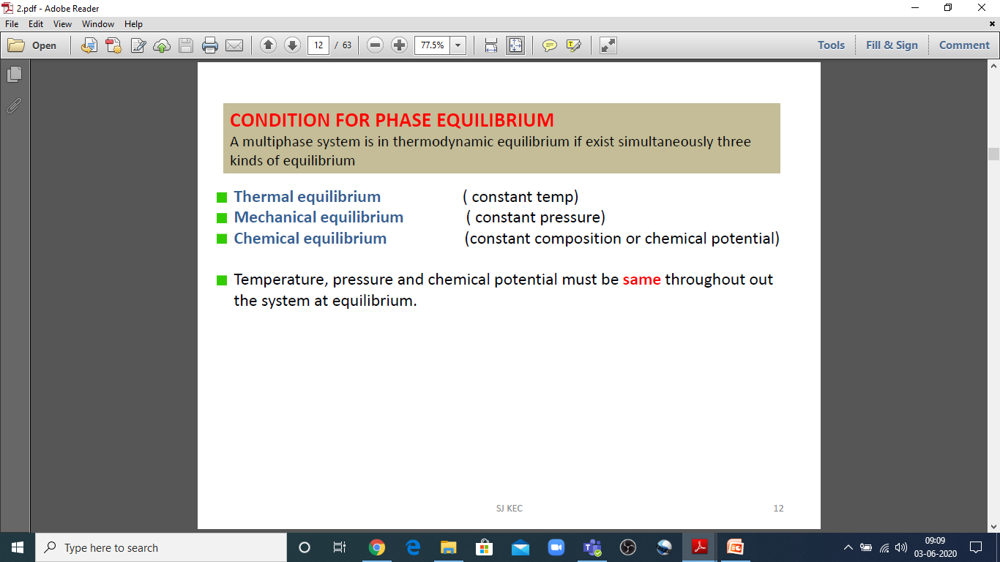 2.pdf - Adobe Reader
File Edit View Window Help
Open 12 / 63 77.5% Tools Fill & Sign Comment
CONDITION FOR PHASE EQUILIBRIUM
A multiphase system is in thermodynamic equilibrium if exist simultaneously three
kinds of equilibrium
Thermal equilibrium ( constant temp)
Mechanical equilibrium ( constant pressure)
Chemical equilibrium (constant composition or chemical potential)
Temperature, pressure and chemical potential must be same throughout out
the system at equilibrium.
SJ KEC 12
Type here to search
09:09
03-06-2020